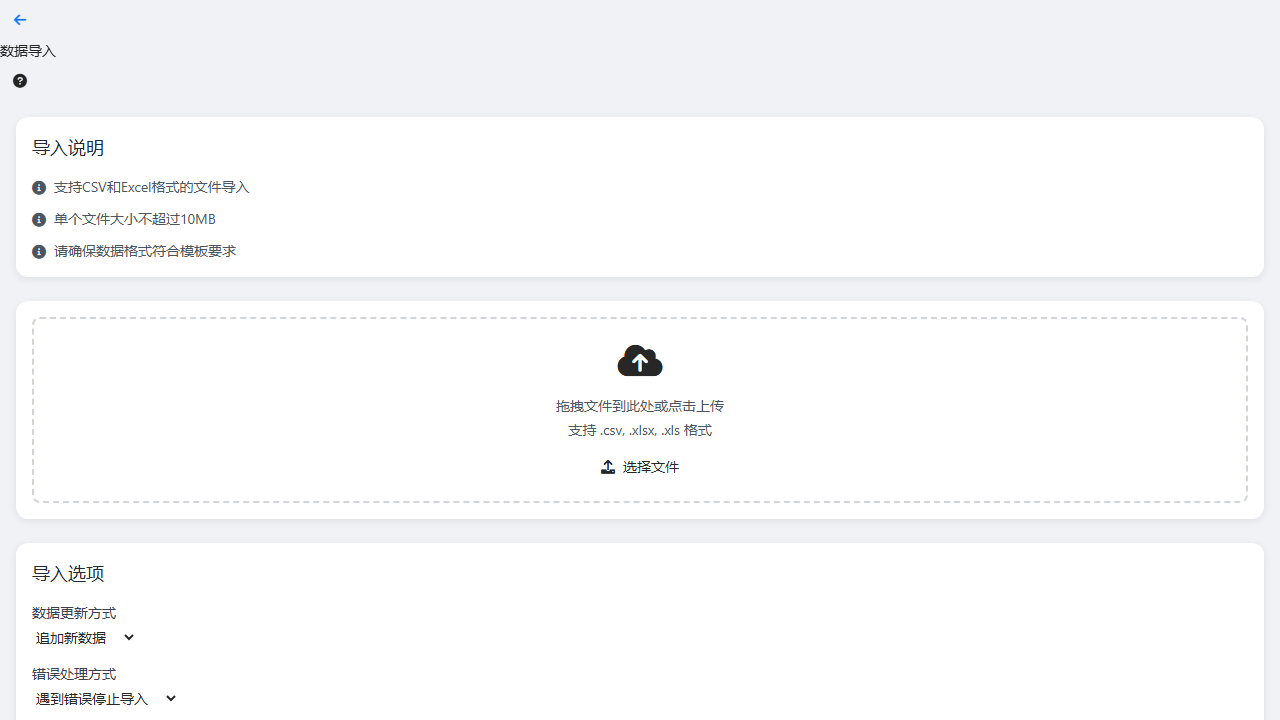 数据导入
导入说明
支持CSV和Excel格式的文件导入
单个文件大小不超过10MB
请确保数据格式符合模板要求
拖拽文件到此处或点击上传
支持 .csv, .xlsx, .xls 格式
选择文件
导入选项
数据更新方式
追加新数据
错误处理方式
遇到错误停止导入